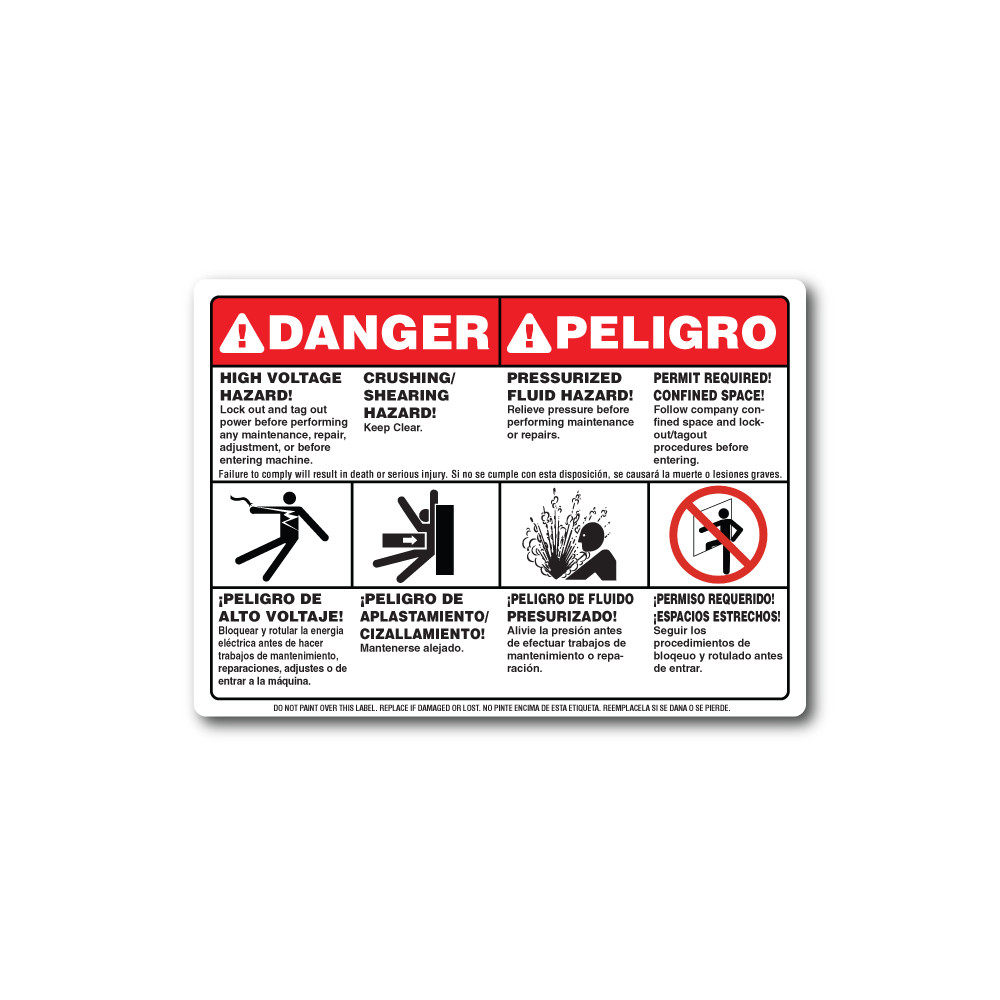 DANGER
PELIGRO
HIGH VOLTAGE
HAZARD!
Lock out and tag out
power before performing
any maintenance, repair,
adjustment, or before
entering machine.
CRUSHING/
SHEARING
HAZARD!
Keep Clear.
PRESSURIZED
FLUID HAZARD!
Relieve pressure before
performing maintenance
or repairs.
PERMIT REQUIRED!
CONFINED SPACE!
Follow company con-
fined space and lock-
out/tagout
procedures before
entering.
Failure to comply will result in death or serious injury. Si no se cumple con esta disposición, se causará la muerte o lesiones graves.
¡PELIGRO DE
ALTO VOLTAJE!
Bloquear y rotular la energia
eléctrica antes de hacer
trabajos de mantenimiento,
reparaciones, adjustes o de
entrar a la máquina.
¡PELIGRO DE
APLASTAMIENTO/
CIZALLAMIENTO!
Mantenerse alejado.
¡PELIGRO DE FLUIDO
PRESURIZADO!
Alivie la presión antes
de efectuar trabajos de
mantenimiento o repa-
ración.
¡PERMISO REQUERIDO!
¡ESPACIOS ESTRECHOS!
Seguir los
procedimientos de
bloqeuo y rotulado antes
de entrar.
DO NOT PAINT OVER THIS LABEL. REPLACE IF DAMAGED OR LOST. NO PINTE ENCIMA DE ESTA ETIQUETA. REEMPLACELA SI SE DANA O SE PIERDE.